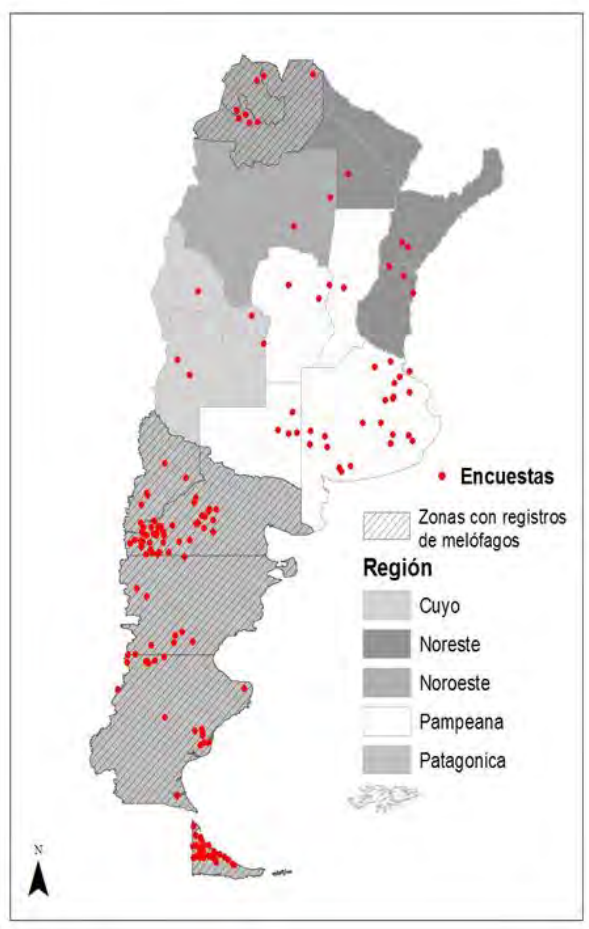 Encuestas
Zonas con registros
de melófagos
Región
Cuyo
Noreste
Noroeste
Pampeana
Patagonica
N